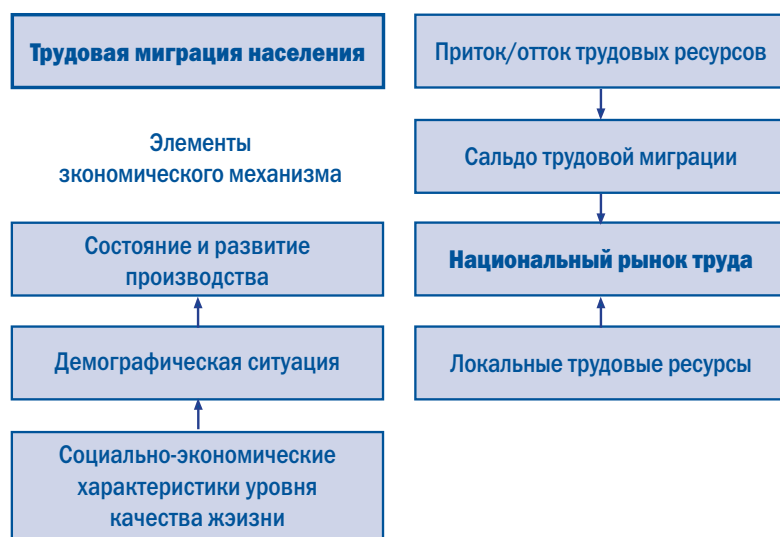 Трудовая миграция населения
Элементы
зкономического механизма
Состояние и развитие
производства
Демографическая ситуация
Социально-экономические
характеристики уровня
качества жэизни
Приток/отток трудовых ресурсов
Сальдо трудовой миграции
Национальный рынок труда
Локальные трудовые ресурсы